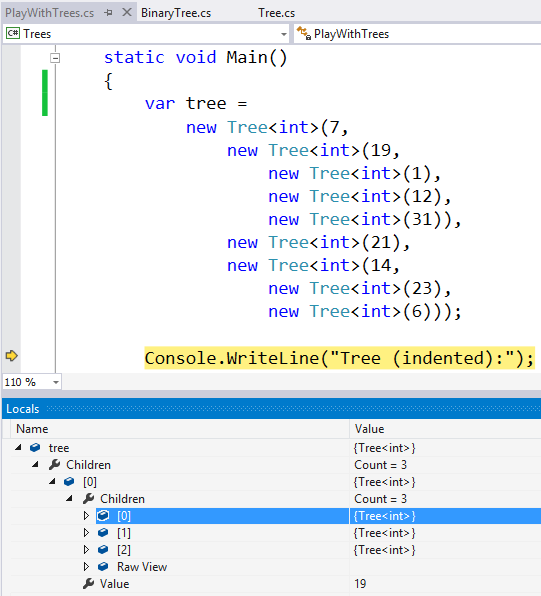 PlayWithTrees.cs BinaryTree.cs Tree.cs
C# Trees PlayWithTrees
static void Main()
{
var tree =
new Tree<int>(7,
new Tree<int>(19,
new Tree<int>(1),
new Tree<int>(12),
new Tree<int>(31)),
new Tree<int>(21),
new Tree<int>(14,
new Tree<int>(23),
new Tree<int>(6)));
Console.WriteLine("Tree (indented):");
110 %
Locals
Name Value
tree {Tree<int>}
Children Count = 3
[0] {Tree<int>}
Children Count = 3
[0] {Tree<int>}
[1] {Tree<int>}
[2] {Tree<int>}
Raw View
Value 19